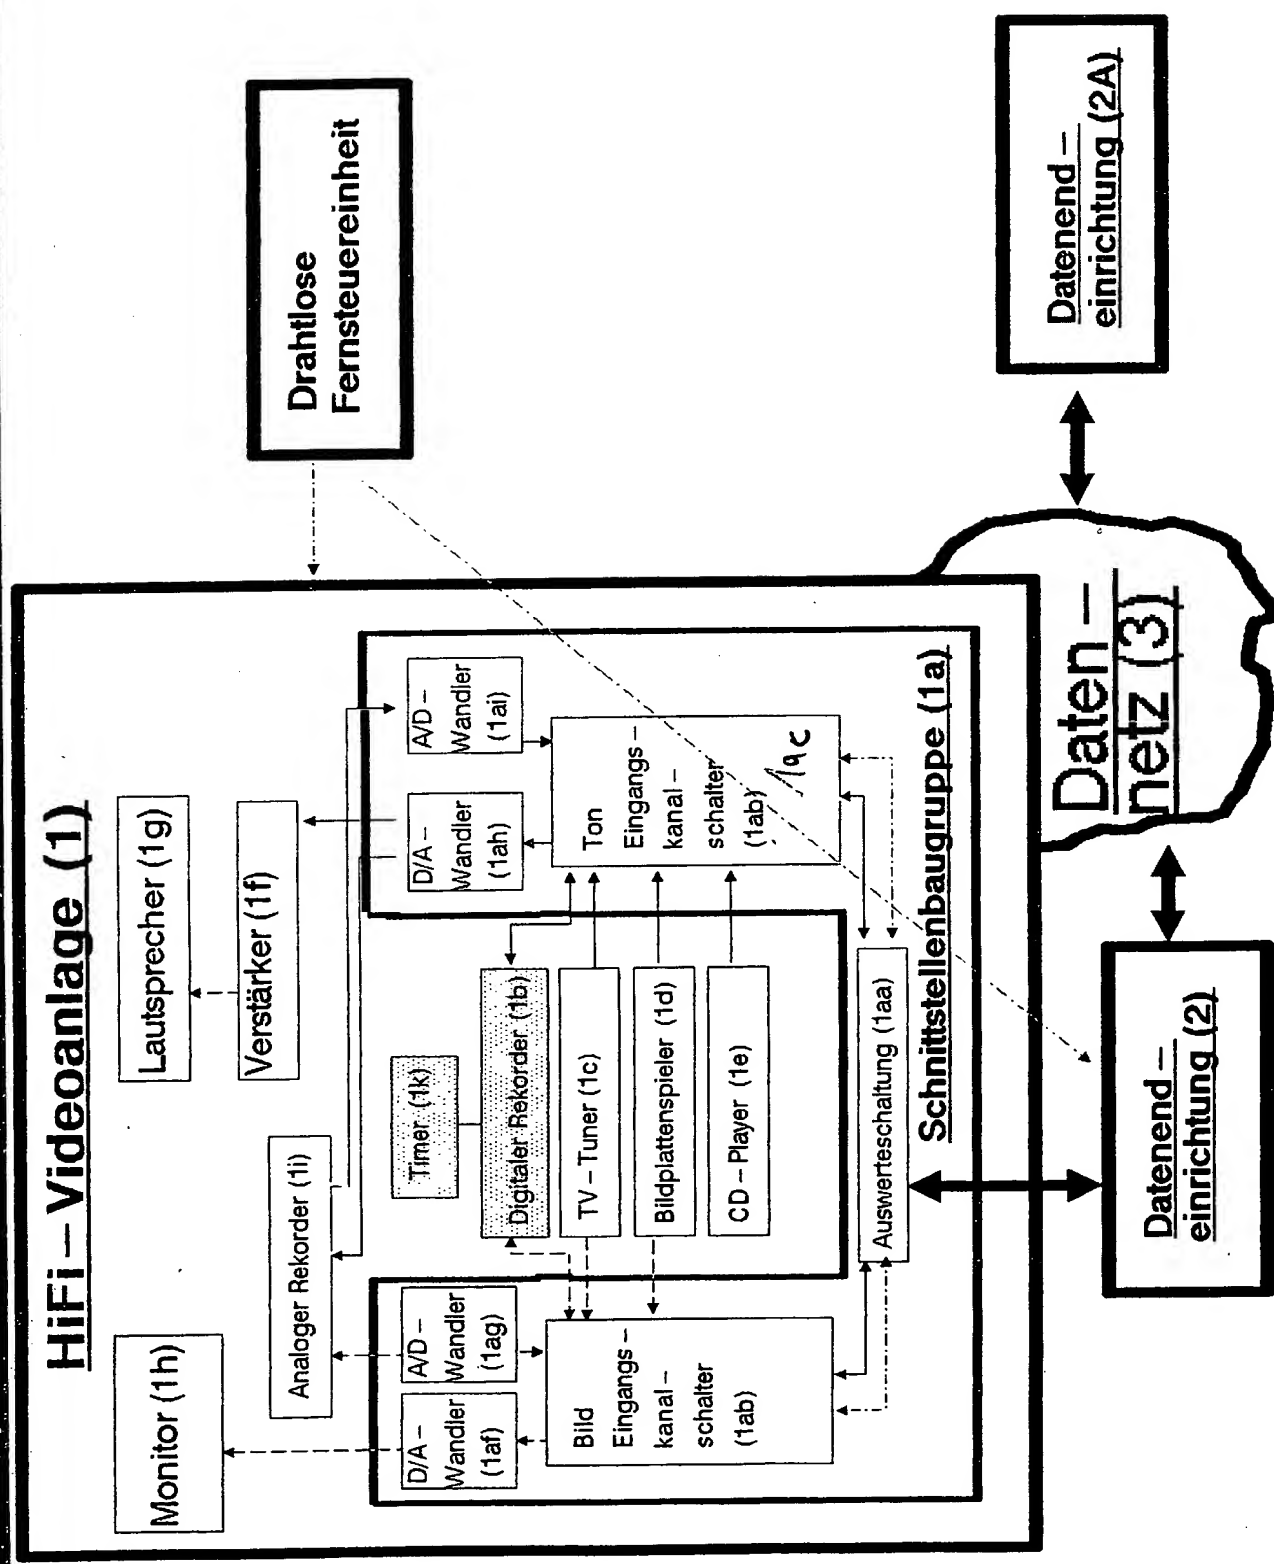 HiFi – Videoanlage (1)
Monitor (1h)
Analoger Rekorder (1i)
Lautsprecher (1g)
Verstärker (1f)
Drahtlose
Fernsteuereinheit
D/A –
Wandler
(1af)
A/D –
Wandler
(1ag)
Timer (1k)
Digitaler Rekorder (1b)
TV – Tuner (1c)
Bildplattenspieler (1d)
CD – Player (1e)
D/A –
Wandler
(1ah)
A/D –
Wandler
(1ai)
Bild
Eingangs –
kanal –
schalter
(1ab)
Ton
Eingangs –
kanal –
schalter
(1ab)
1ac
Auswerteschaltung (1aa)
Schnittstellenbaugruppe (1a)
Datenend –
einrichtung (2)
Daten –
netz (3)
Datenend –
einrichtung (2A)